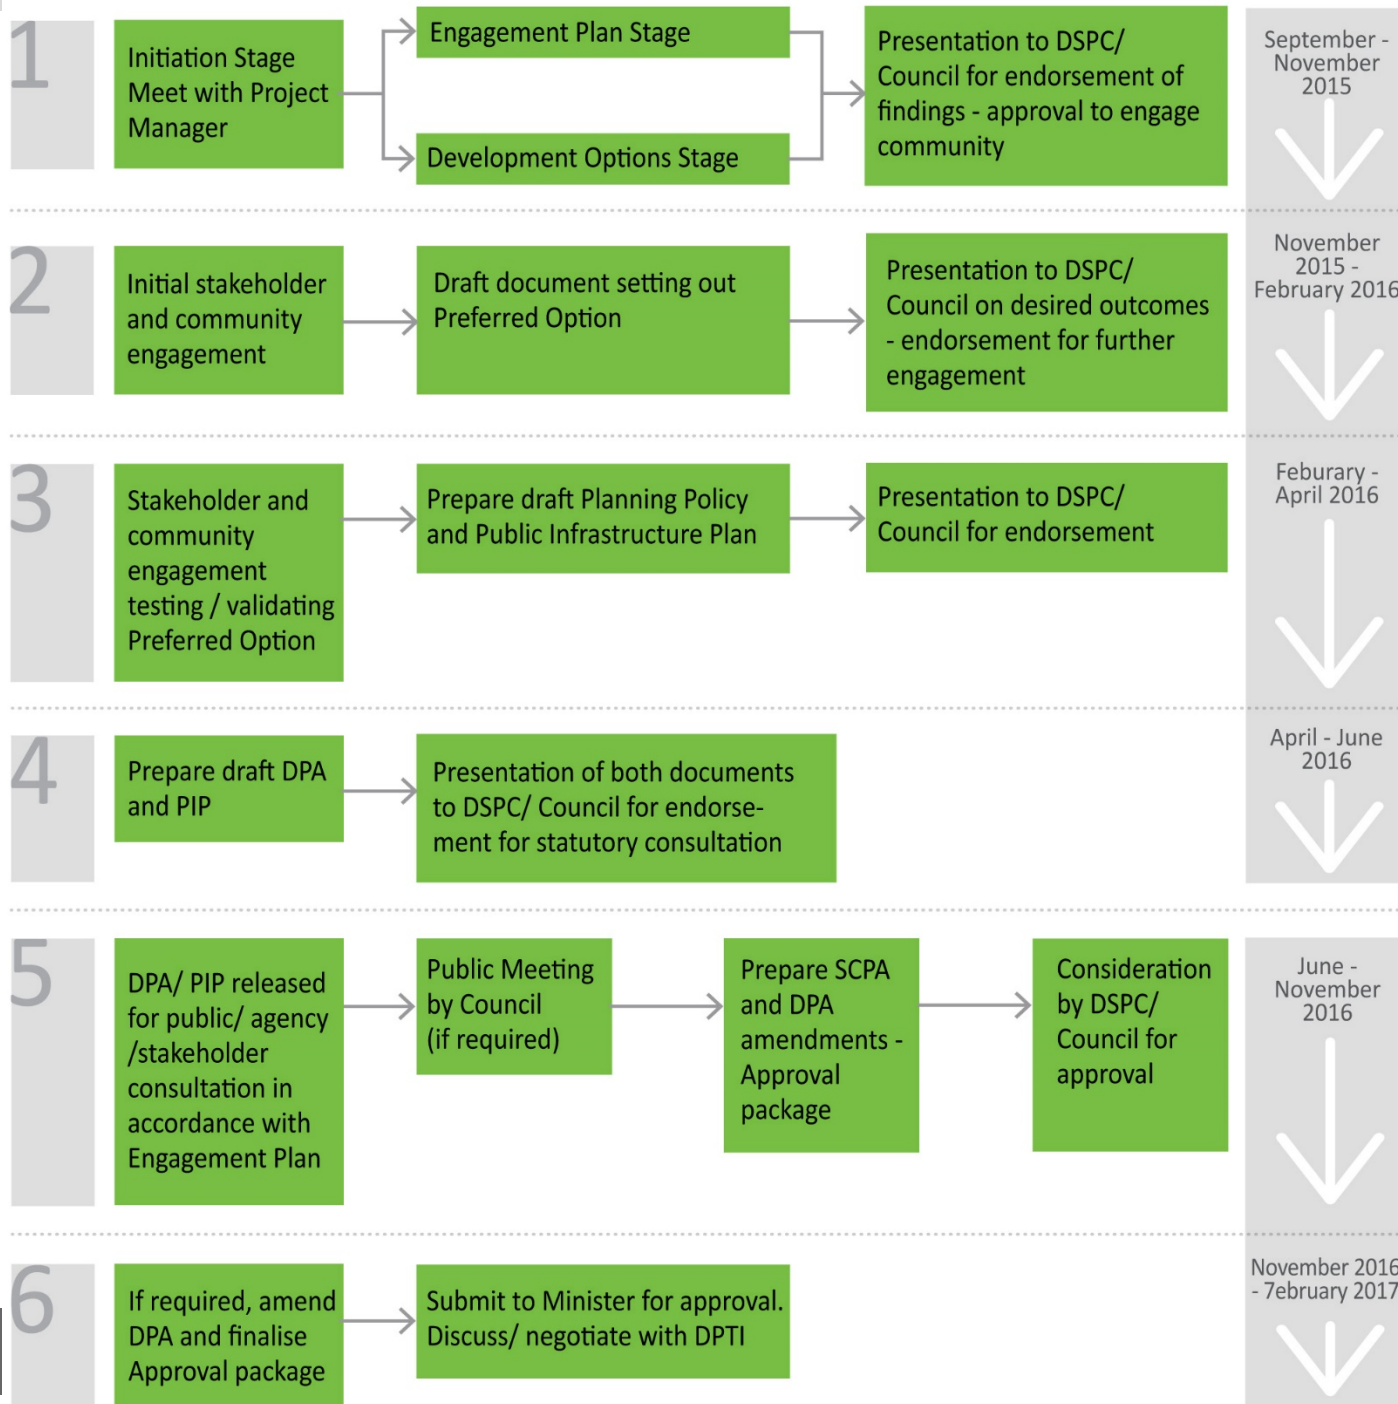 1
Initiation Stage
Meet with Project
Manager
Engagement Plan Stage
Development Options Stage
Presentation to DSPC/
Council for endorsement of
findings - approval to engage
community
September -
November
2015
2
Initial stakeholder
and community
engagement
Draft document setting out
Preferred Option
Presentation to DSPC/
Council on desired outcomes
- endorsement for further
engagement
November
2015 -
February 2016
3
Stakeholder and
community
engagement
testing / validating
Preferred Option
Prepare draft Planning Policy
and Public Infrastructure Plan
Presentation to DSPC/
Council for endorsement
Feburary -
April 2016
4
Prepare draft DPA
and PIP
Presentation of both documents
to DSPC/ Council for endorse-
ment for statutory consultation
April - June
2016
5
DPA/ PIP released
for public/ agency
/stakeholder
consultation in
accordance with
Engagement Plan
Public Meeting
by Council
(if required)
Prepare SCPA
and DPA
amendments -
Approval
package
Consideration
by DSPC/
Council for
approval
June -
November
2016
6
If required, amend
DPA and finalise
Approval package
Submit to Minister for approval.
Discuss/ negotiate with DPTI
November 2016
- 7ebruary 2017